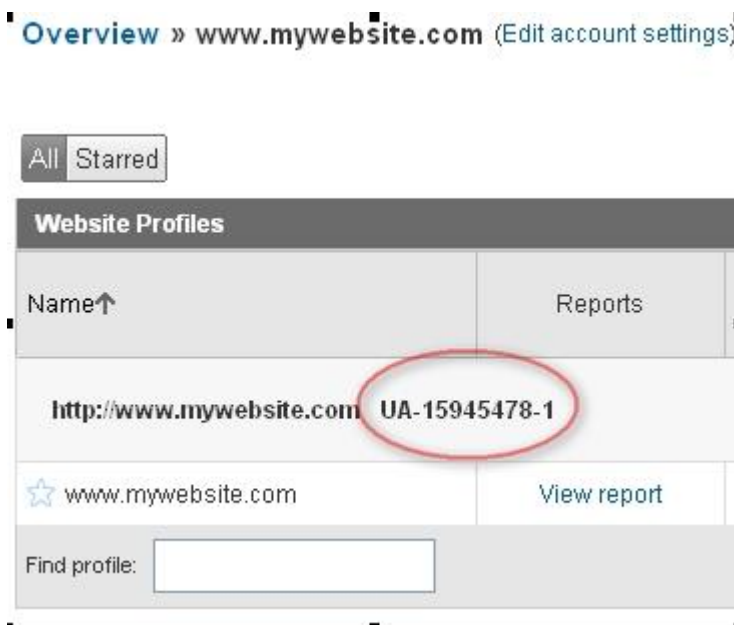 Overview » www.mywebsite.com (Edit account settings)
All Starred
Website Profiles
Name↑ Reports
http://www.mywebsite.com UA-15945478-1
www.mywebsite.com View report
Find profile: